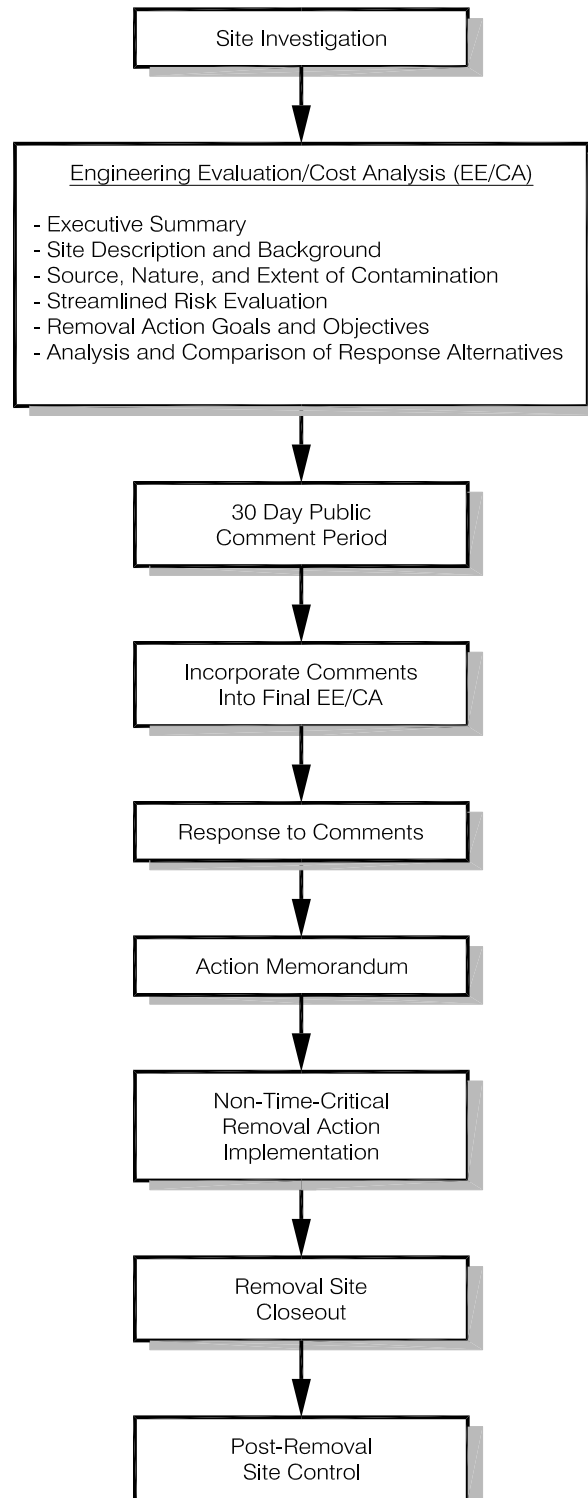 Site Investigation
Engineering Evaluation/Cost Analysis (EE/CA)
- Executive Summary
- Site Description and Background
- Source, Nature, and Extent of Contamination
- Streamlined Risk Evaluation
- Removal Action Goals and Objectives
- Analysis and Comparison of Response Alternatives
30 Day Public
Comment Period
Incorporate Comments
Into Final EE/CA
Response to Comments
Action Memorandum
Non-Time-Critical
Removal Action
Implementation
Removal Site
Closeout
Post-Removal
Site Control